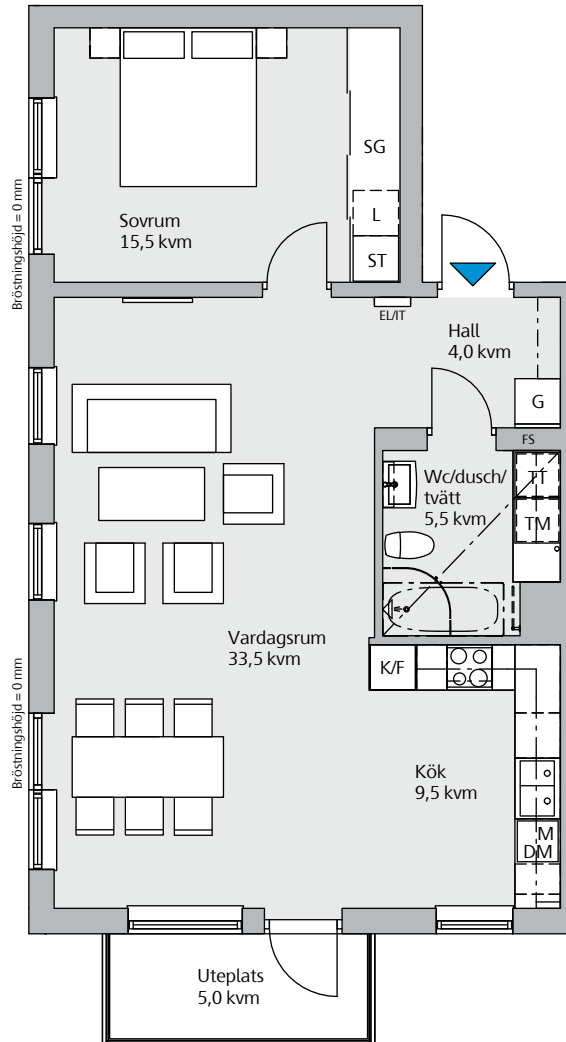 SG
L
ST
Sovrum
15,5 kvm
Bröstningshöjd = 0 mm
EL/IT
Hall
4,0 kvm
G
FS
Wc/dusch/
tvätt
5,5 kvm
TT
TM
Vardagsrum
33,5 kvm
K/F
Bröstningshöjd = 0 mm
Kök
9,5 kvm
M
DM
Uteplats
5,0 kvm